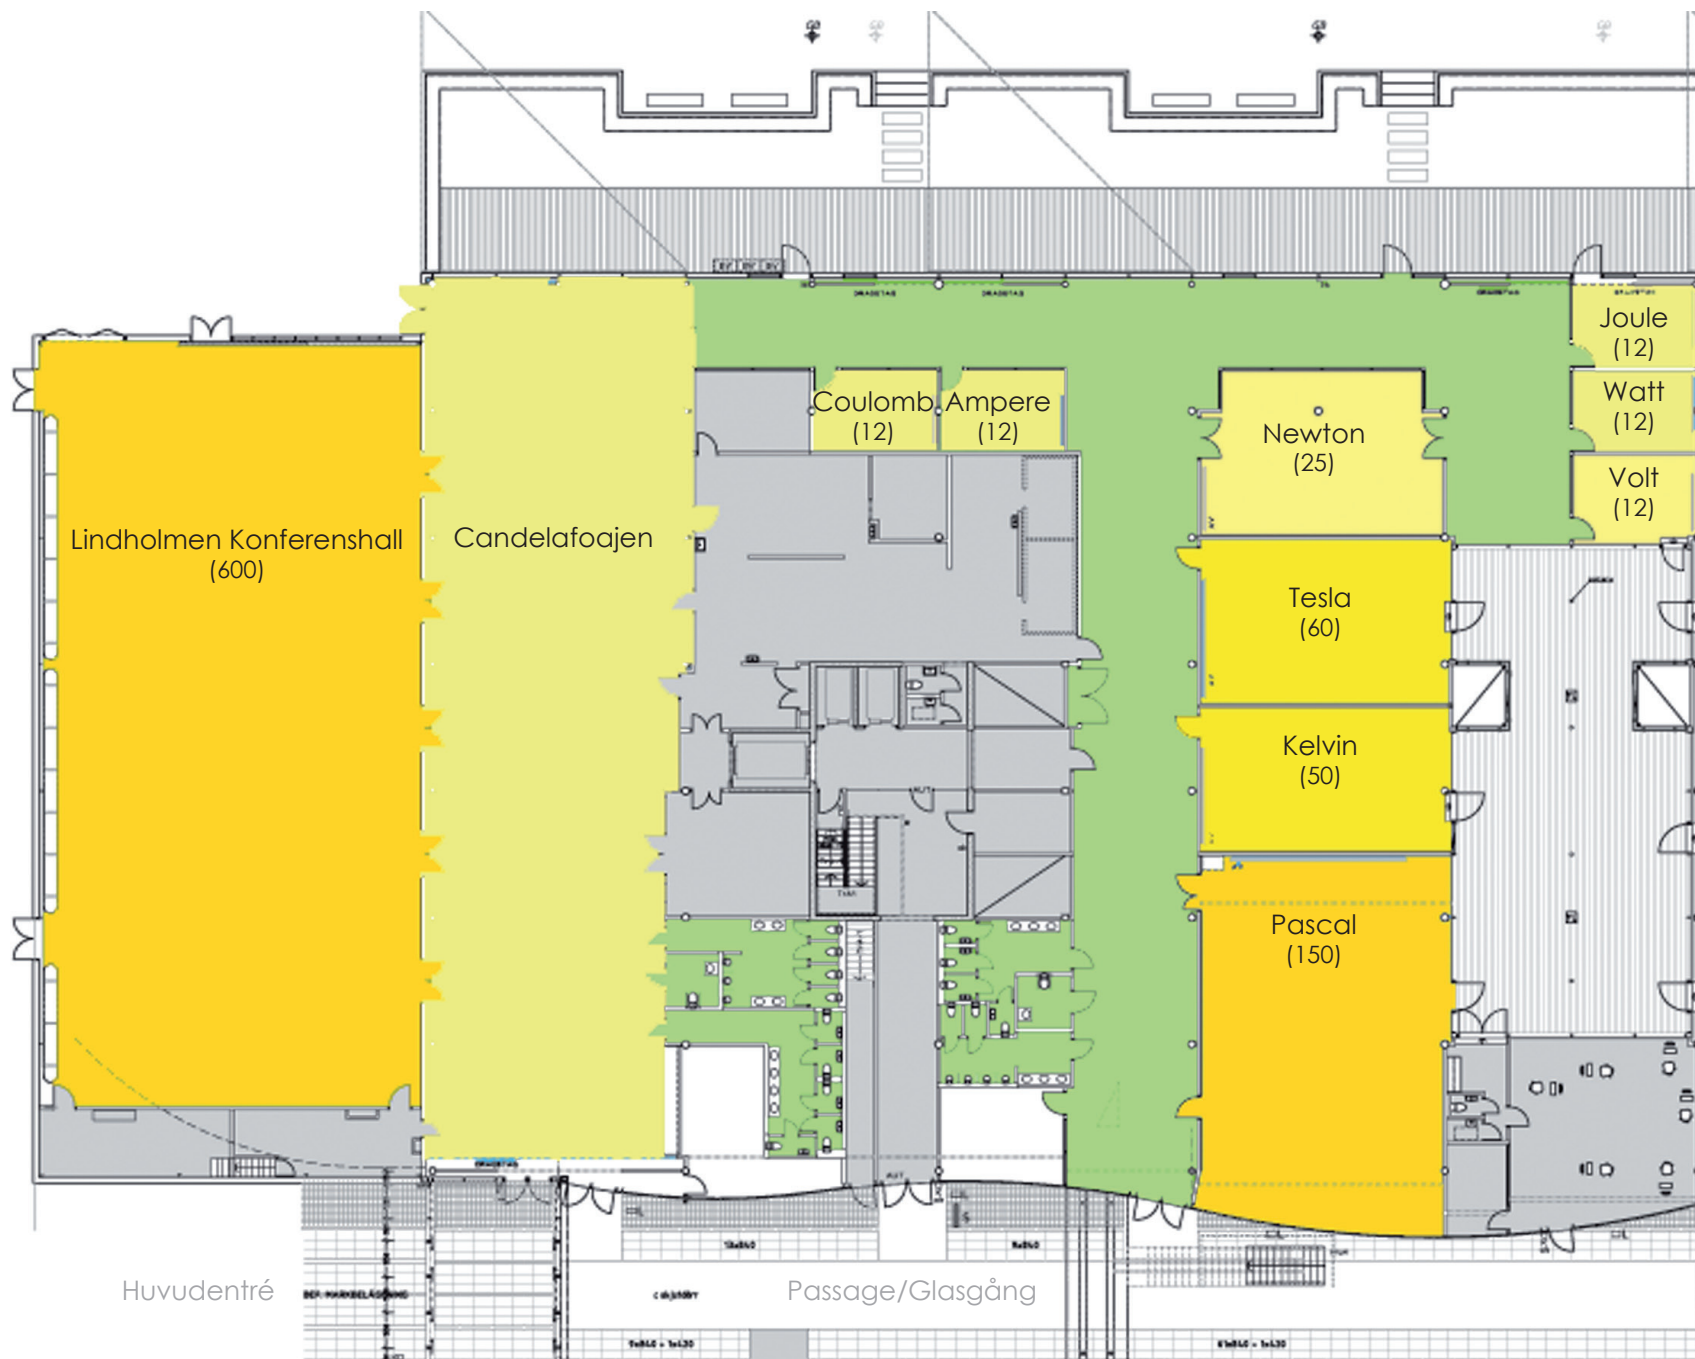 Joule
(12)
Coulomb
(12)
Ampere
(12)
Watt
(12)
Newton
(25)
Volt
(12)
Lindholmen Konferenshall
(600)
Candelafoajen
Tesla
(60)
Kelvin
(50)
Pascal
(150)
Huvudentré
Passage/Glasgång